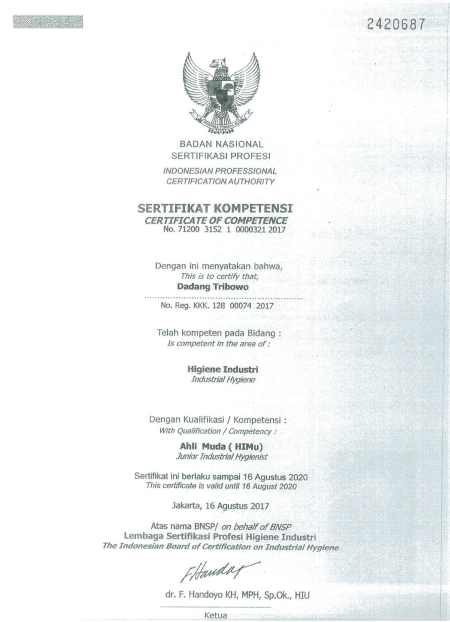 2420687
BADAN NASIONAL
SERTIFIKASI PROFESI
INDONESIAN PROFESSIONAL
CERTIFICATION AUTHORITY
SERTIFIKAT KOMPETENSI
CERTIFICATE OF COMPETENCE
No. 71200 3152 1 0000321 2017
Dengan ini menyatakan bahwa,
This is to certify that,
Dadang Tribowo
No. Reg. KKK. 128 00074 2017
Telah kompeten pada Bidang :
Is competent in the area of :
Higiene Industri
Industrial Hygiene
Dengan Kualifikasi / Kompetensi :
With Qualification / Competency :
Ahli Muda ( HIMu)
Junior Industrial Hygienist
Sertifikat ini berlaku sampai 16 Agustus 2020
This certificate is valid until 16 August 2020
Jakarta, 16 Agustus 2017
Atas nama BNSP/ on behalf of BNSP
Lembaga Sertifikasi Profesi Higiene Industri
The Indonesian Board of Certification on Industrial Hygiene
FHandoy
dr. F. Handoyo KH, MPH, Sp.Ok., HIU
Ketua